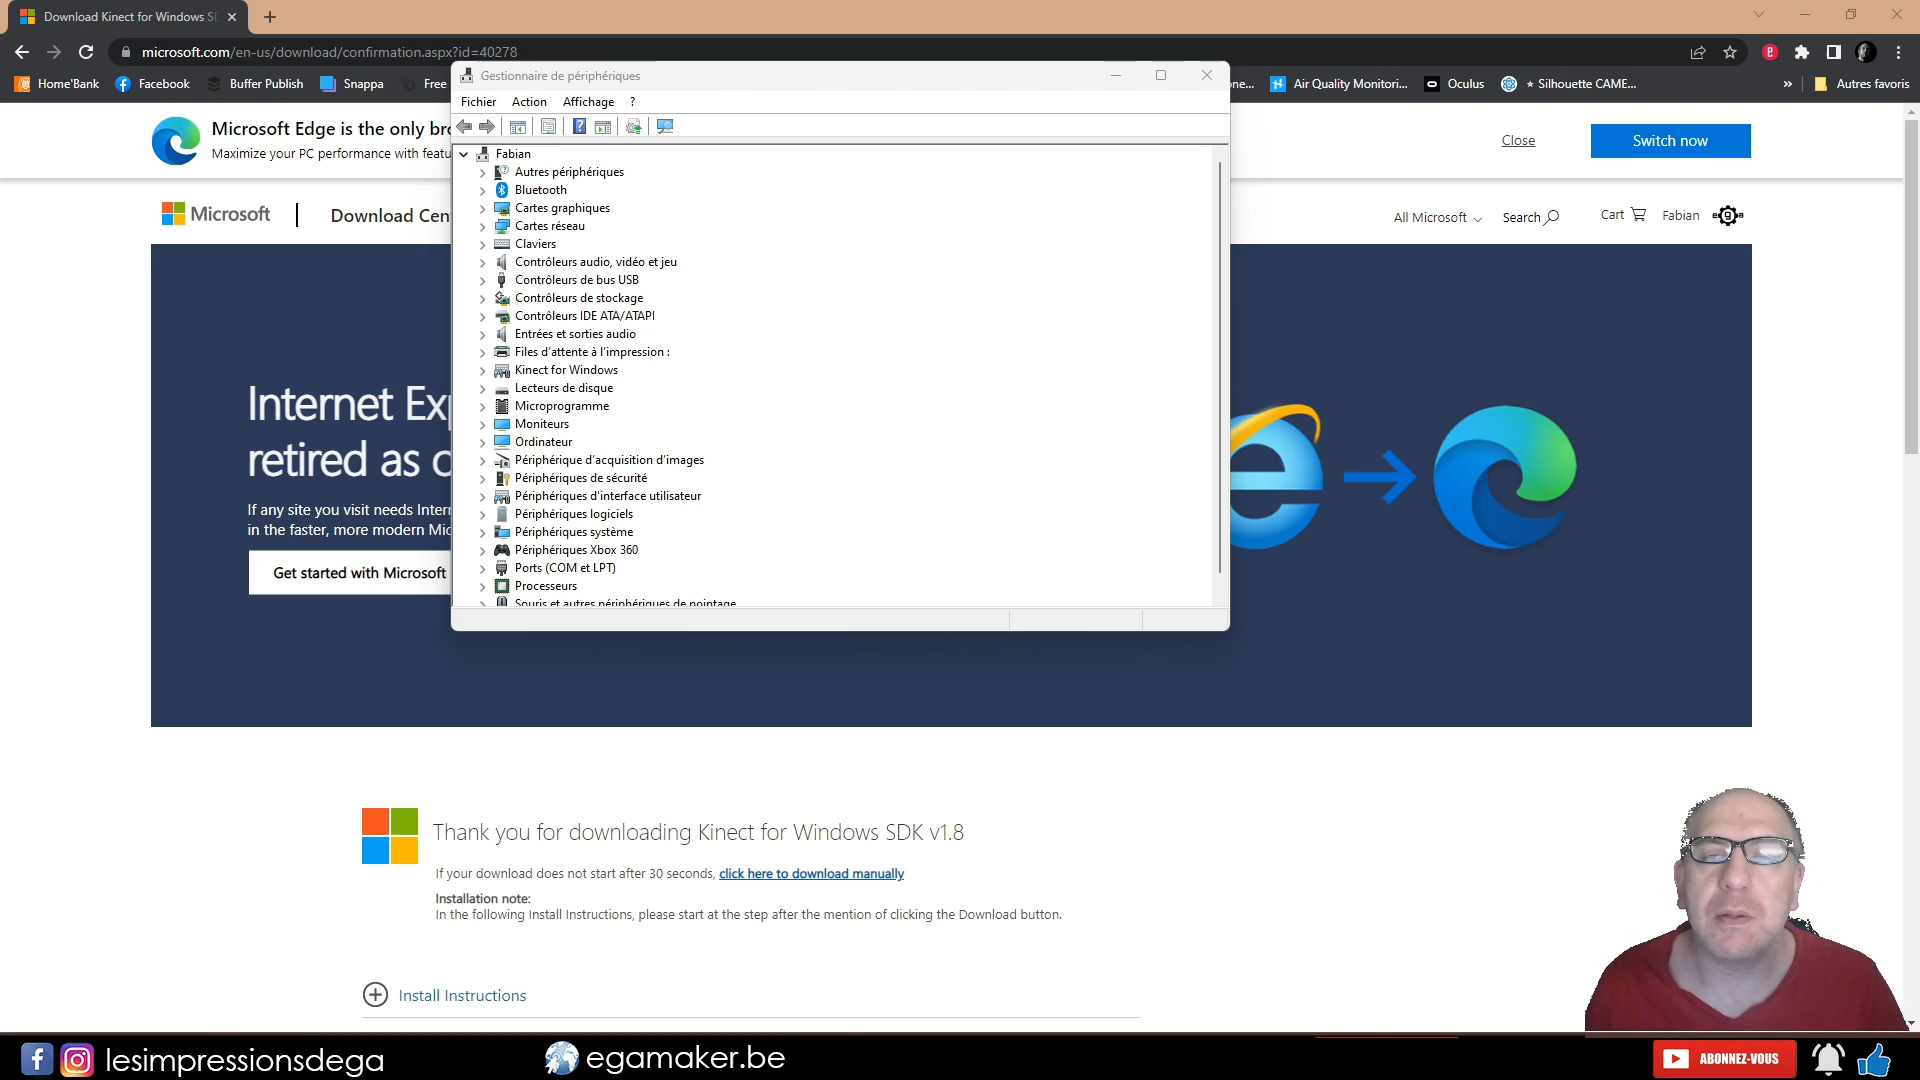 Download Kinect for Windows S
microsoft.com/en-us/download/confirmation.aspx?id=40278
Home'Bank
Facebook
Buffer Publish
Snappa
Free
ne...
Air Quality Monitori...
Oculus
★ Silhouette CAME...
»
Autres favoris
Gestionnaire de périphériques
Fichier Action Affichage ?
Fabian
Autres périphériques
Bluetooth
Cartes graphiques
Cartes réseau
Claviers
Contrôleurs audio, vidéo et jeu
Contrôleurs de bus USB
Contrôleurs de stockage
Contrôleurs IDE ATA/ATAPI
Entrées et sorties audio
Files d'attente à l'impression :
Kinect for Windows
Lecteurs de disque
Microprogramme
Moniteurs
Ordinateur
Périphérique d'acquisition d'images
Périphériques de sécurité
Périphériques d'interface utilisateur
Périphériques logiciels
Périphériques système
Périphériques Xbox 360
Ports (COM et LPT)
Processeurs
Souris et autres périphériques de pointage
Microsoft Edge is the only bro
Maximize your PC performance with featu
Close
Switch now
Microsoft
Download Cen
All Microsoft
Search
Cart
Fabian
Internet Exp
retired as o
If any site you visit needs Inter
in the faster, more modern Mic
Get started with Microsoft
Thank you for downloading Kinect for Windows SDK v1.8
If your download does not start after 30 seconds, click here to download manually
Installation note:
In the following Install Instructions, please start at the step after the mention of clicking the Download button.
Install Instructions
lesimpressionsdega
egamaker.be
ABONNEZ-VOUS